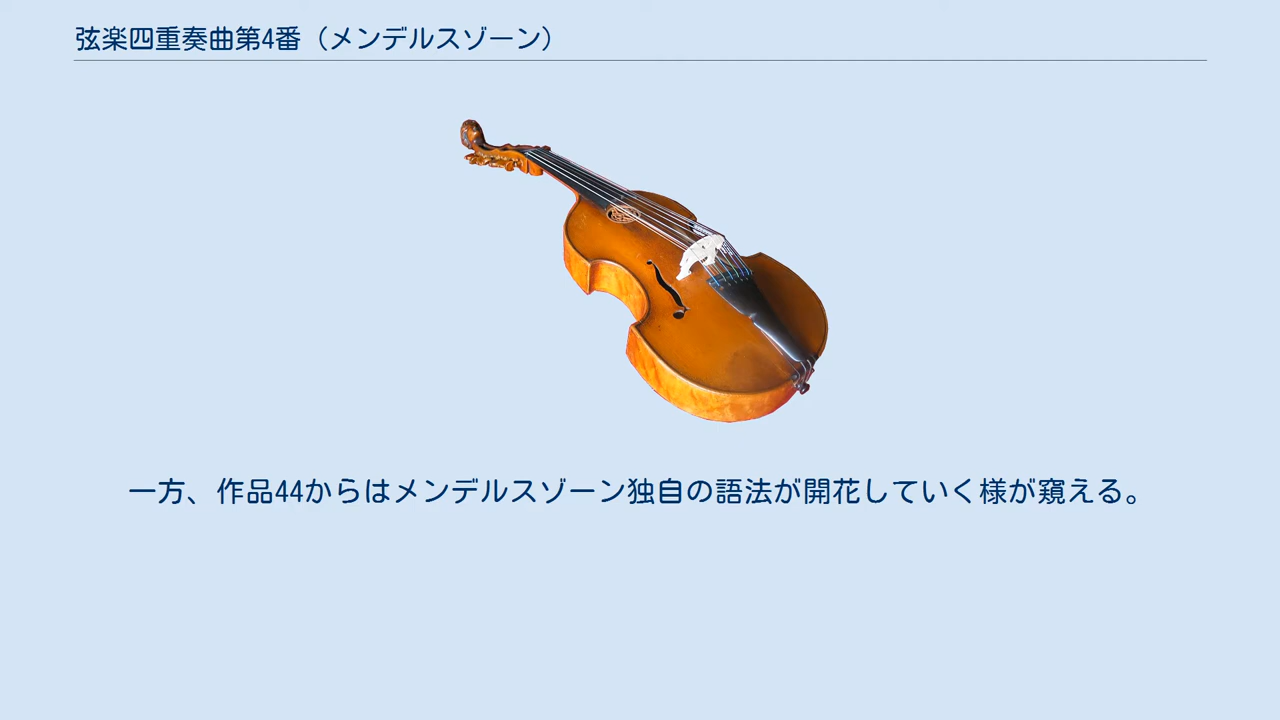 弦楽四重奏曲第4番（メンデルスゾーン）
一方、作品44からはメンデルスゾーン独自の語法が開花していく様が窺える。